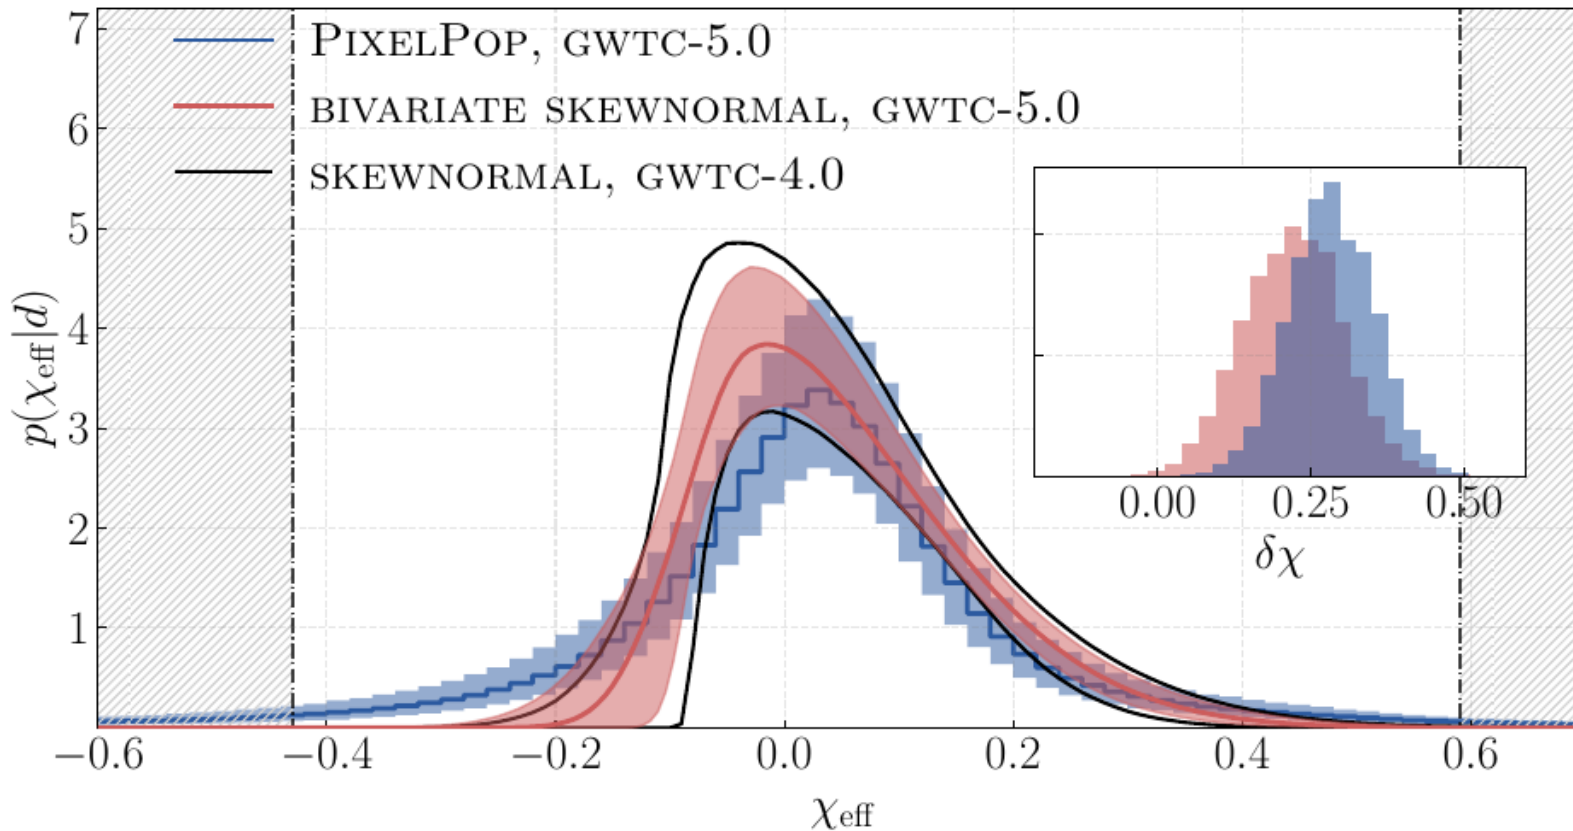 7
6
5
4
3
2
1
p(χeff|d)
PixelPop, gwtc-5.0
bivariate skewnormal, gwtc-5.0
skewnormal, gwtc-4.0
0.00 0.25 0.50
δχ
−0.6 −0.4 −0.2 0.0 0.2 0.4 0.6
χeff